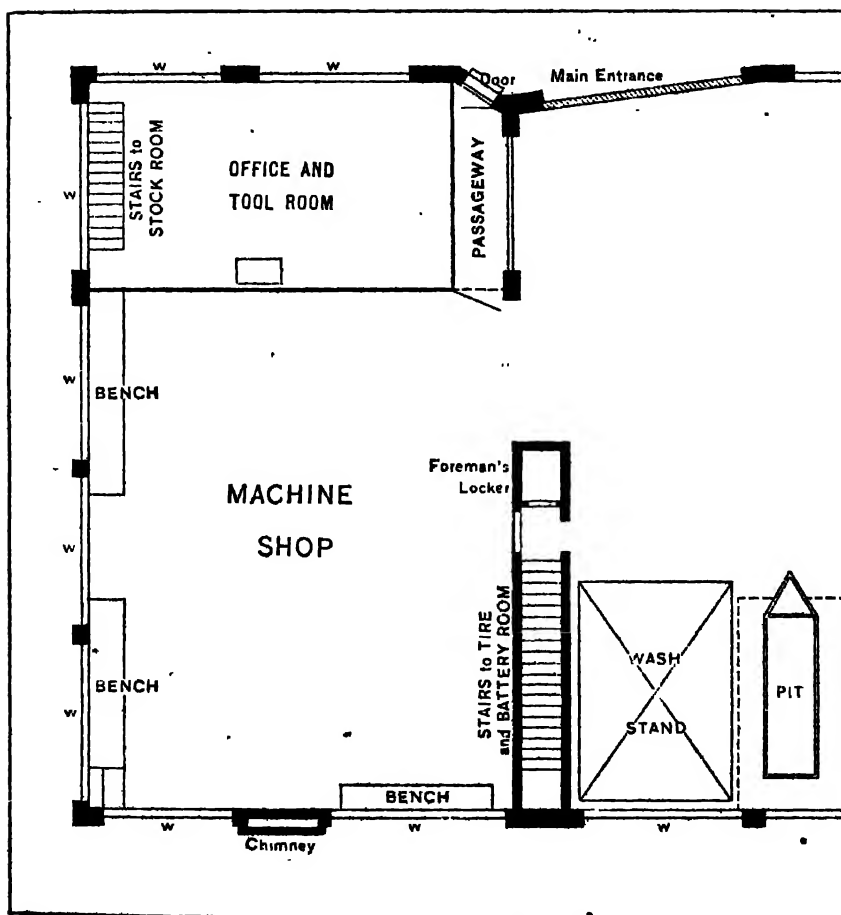 W
W
Door
Main Entrance
STAIRS to
STOCK ROOM
W
OFFICE AND
TOOL ROOM
PASSAGEWAY
W
BENCH
Foreman's
Locker
MACHINE
SHOP
W
STAIRS to TIRE
and BATTERY ROOM
WASH
STAND
PIT
BENCH
W
BENCH
W
W
W
Chimney